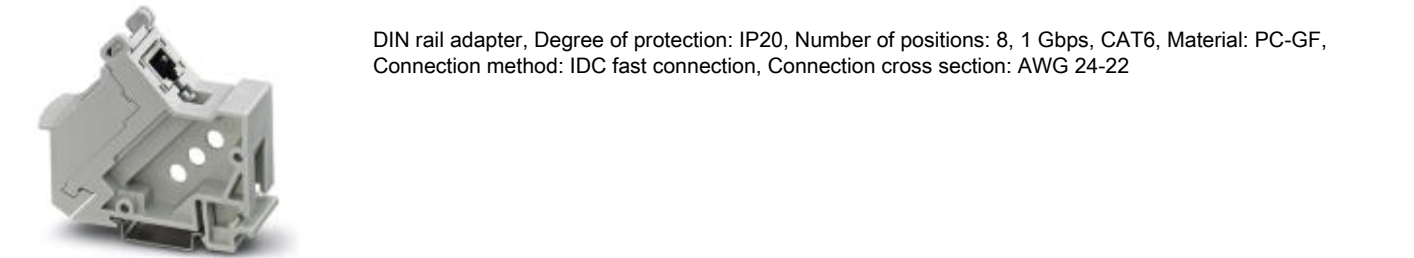 DIN rail adapter, Degree of protection: IP20, Number of positions: 8, 1 Gbps, CAT6, Material: PC-GF,
Connection method: IDC fast connection, Connection cross section: AWG 24-22